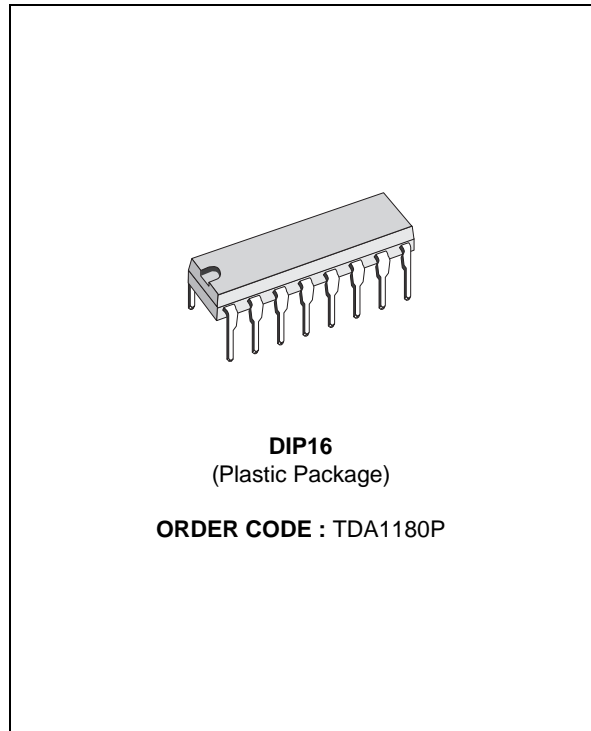 DIP16
(Plastic Package)
ORDER CODE : TDA1180P